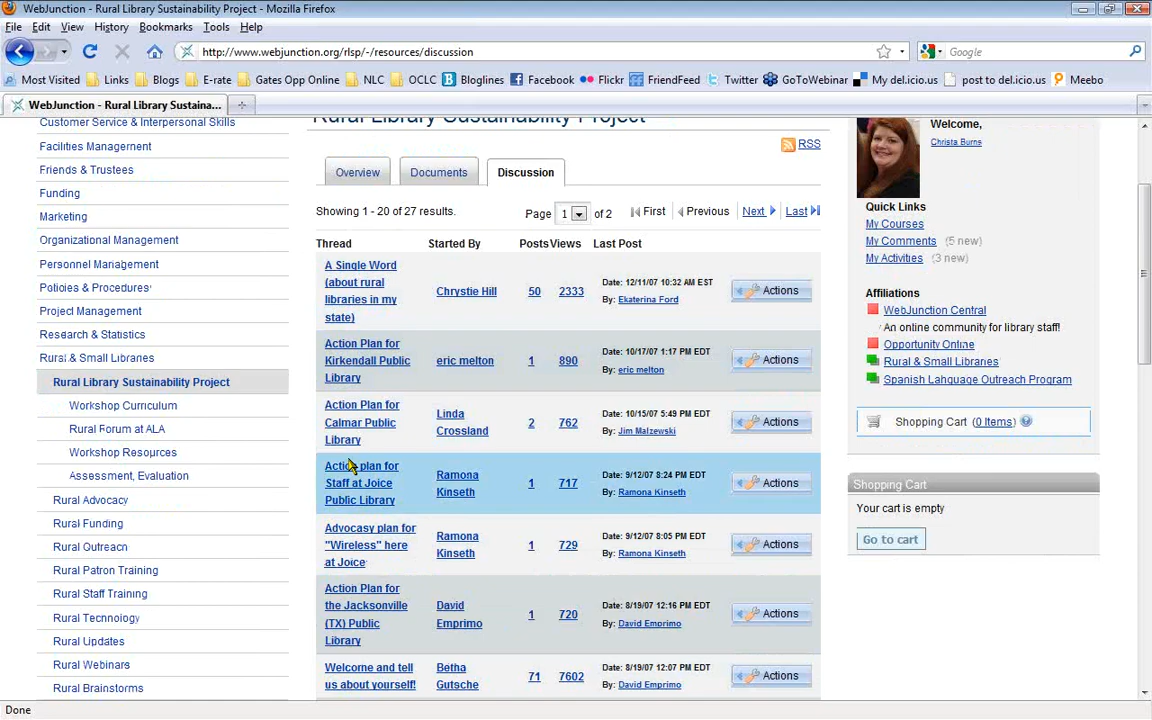 WebJunction - Rural Library Sustainability Project - Mozilla Firefox
File Edit View History Bookmarks Tools Help
http://www.webjunction.org/rlsp/-/resources/discussion
Google
Most Visited Links Blogs E-rate Gates Opp Online NLC OCLC Bloglines Facebook Flickr FriendFeed Twitter GoToWebinar My del.icio.us post to del.icio.us Meebo
WebJunction - Rural Library Sustaina...
Customer Service & Interpersonal Skills
Facilities Management
Friends & Trustees
Funding
Marketing
Organizational Management
Personnel Management
Policies & Procedures
Project Management
Research & Statistics
Rural & Small Libraries
Rural Library Sustainability Project
Workshop Curriculum
Rural Forum at ALA
Workshop Resources
Assessment, Evaluation
Rural Advocacy
Rural Funding
Rural Outreach
Rural Patron Training
Rural Staff Training
Rural Technology
Rural Updates
Rural Webinars
Rural Brainstorms
Rural Library Sustainability Project
RSS
Overview Documents Discussion
Showing 1 - 20 of 27 results. Page 1 of 2 First Previous Next Last
Thread Started By Posts Views Last Post
A Single Word
(about rural
libraries in my
state)
Chrystie Hill 50 2333
Date: 12/11/07 10:32 AM EST
By: Ekaterina Ford
Actions
Action Plan for
Kirkendall Public
Library
eric melton 1 890
Date: 10/17/07 1:17 PM EDT
By: eric melton
Actions
Action Plan for
Calmar Public
Library
Linda
Crossland
2 762
Date: 10/15/07 5:49 PM EDT
By: Jim Malzewski
Actions
Action plan for
Staff at Joice
Public Library
Ramona
Kinseth
1 717
Date: 9/12/07 8:24 PM EDT
By: Ramona Kinseth
Actions
Advocasy plan for
"Wireless" here
at Joice
Ramona
Kinseth
1 729
Date: 9/12/07 8:05 PM EDT
By: Ramona Kinseth
Actions
Action Plan for
the Jacksonville
(TX) Public
Library
David
Emprimo
1 720
Date: 8/19/07 12:16 PM EDT
By: David Emprimo
Actions
Welcome and tell
us about yourself!
Betha
Gutsche
71 7602
Date: 8/19/07 12:07 PM EDT
By: David Emprimo
Actions
Welcome,
Christa Burns
Quick Links
My Courses
My Comments (5 new)
My Activities (3 new)
Affiliations
WebJunction Central
An online community for library staff!
Opportunity Online
Rural & Small Libraries
Spanish Language Outreach Program
Shopping Cart (0 Items)
Shopping Cart
Your cart is empty
Go to cart
Done